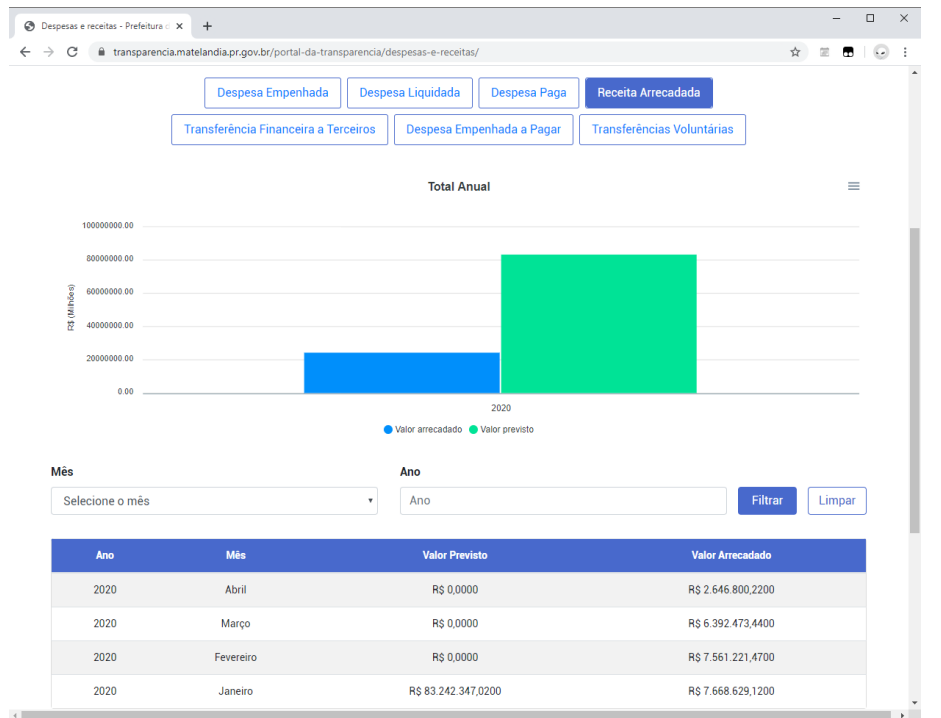 Despesas e receitas - Prefeitura
transparencia.matelandia.pr.gov.br/portal-da-transparencia/despesas-e-receitas/
Despesa Empenhada Despesa Liquidada Despesa Paga Receita Arrecadada
Transferência Financeira a Terceiros Despesa Empenhada a Pagar Transferências Voluntárias
Total Anual
100000000.00
80000000.00
60000000.00
40000000.00
20000000.00
0.00
R$ (Milhões)
2020
Valor arrecadado Valor previsto
Mês Ano
Selecione o mês Ano Filtrar Limpar
Ano Mês Valor Previsto Valor Arrecadado
2020 Abril R$ 0,0000 R$ 2.646.800,2200
2020 Março R$ 0,0000 R$ 6.392.473,4400
2020 Fevereiro R$ 0,0000 R$ 7.561.221,4700
2020 Janeiro R$ 83.242.347,0200 R$ 7.668.629,1200